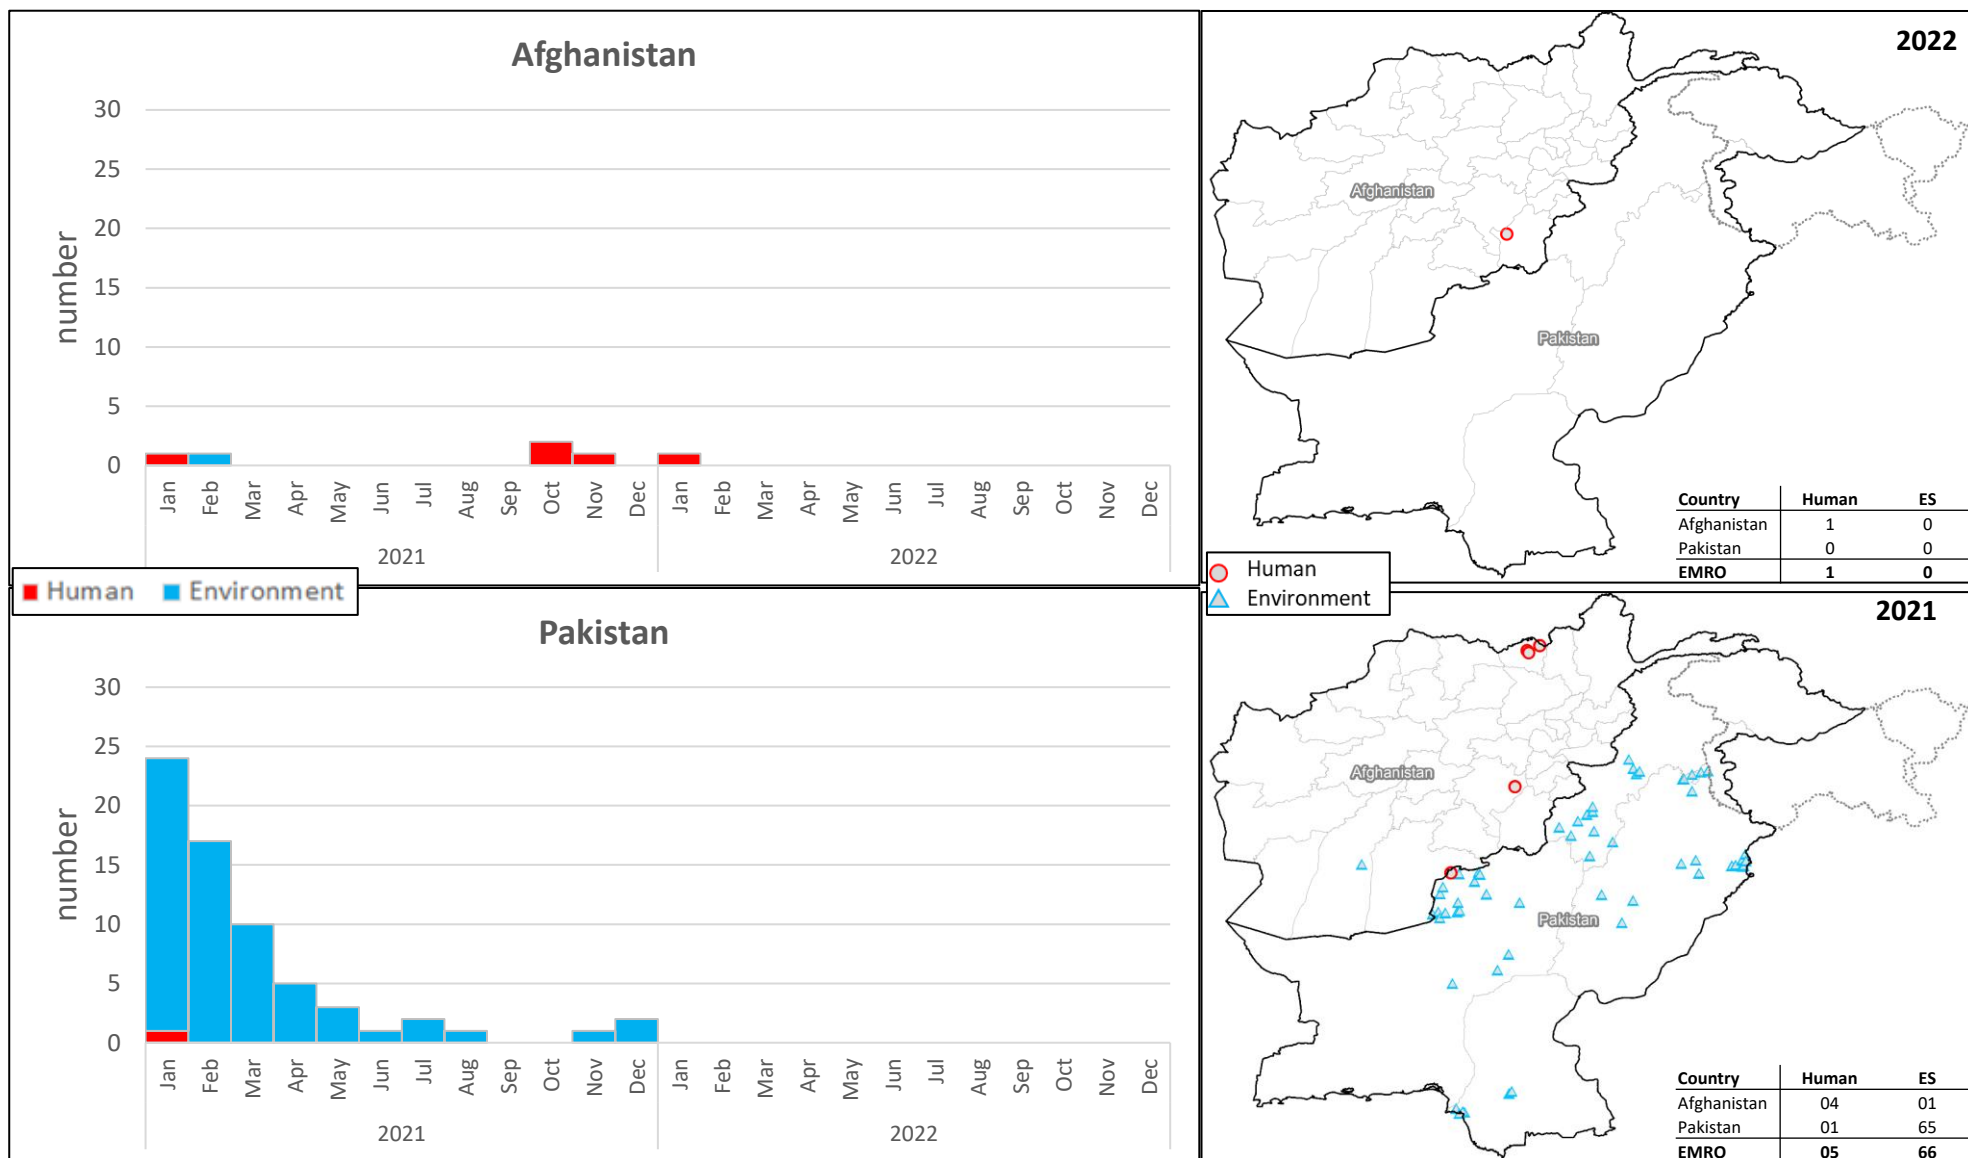 Afghanistan
number
30
25
20
15
10
5
0
Jan Feb Mar Apr May Jun Jul Aug Sep Oct Nov Dec Jan Feb Mar Apr May Jun Jul Aug Sep Oct Nov Dec
2021 2022
Human Environment
Pakistan
number
30
25
20
15
10
5
0
Jan Feb Mar Apr May Jun Jul Aug Sep Oct Nov Dec Jan Feb Mar Apr May Jun Jul Aug Sep Oct Nov Dec
2021 2022
2022
Afghanistan
Pakistan
Country Human ES
Afghanistan 1 0
Pakistan 0 0
EMRO 1 0
Human
Environment
2021
Afghanistan
Pakistan
Country Human ES
Afghanistan 04 01
Pakistan 01 65
EMRO 05 66